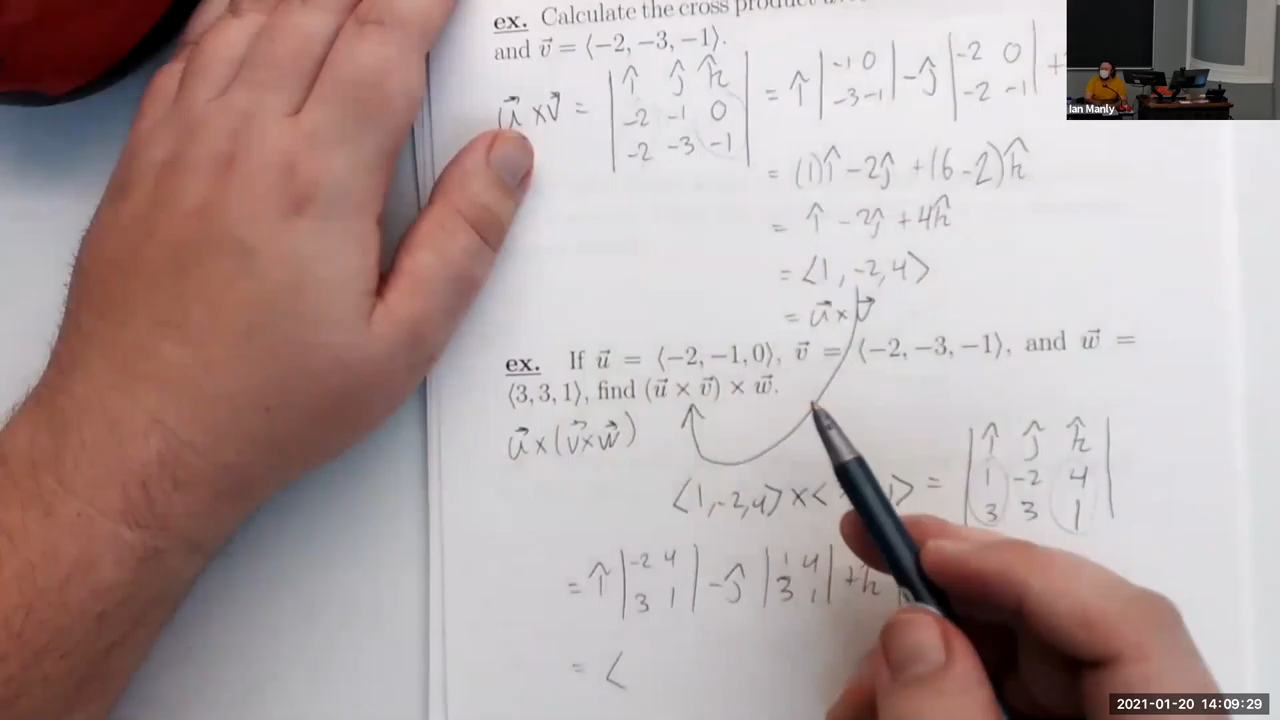 ex. Calculate the cross product
and v⃗ = ⟨−2, −3, −1⟩.
u⃗ × v⃗ = | î ĵ k̂ | = î | -1 0 | - ĵ | -2 0 | +
| -2 -1 0 | | -3 -1 | | -2 -1 |
| -2 -3 -1 |
= (1)î - 2ĵ + (6 - 2)k̂
= î - 2ĵ + 4k̂
= ⟨1, -2, 4⟩
= u⃗ × v⃗
ex. If u⃗ = ⟨−2, −1, 0⟩, v⃗ = ⟨−2, −3, −1⟩, and w⃗ =
⟨3, 3, 1⟩, find (u⃗ × v⃗) × w⃗.
u⃗ × (v⃗ × w⃗)
⟨1, -2, 4⟩ × ⟨ ⟩ = | î ĵ k̂ |
| 1 -2 4 |
| 3 3 1 |
= î | -2 4 | - ĵ | 1 4 | + k̂
| 3 1 | | 3 1 |
= ⟨
Ian Manly
2021-01-20 14:09:29